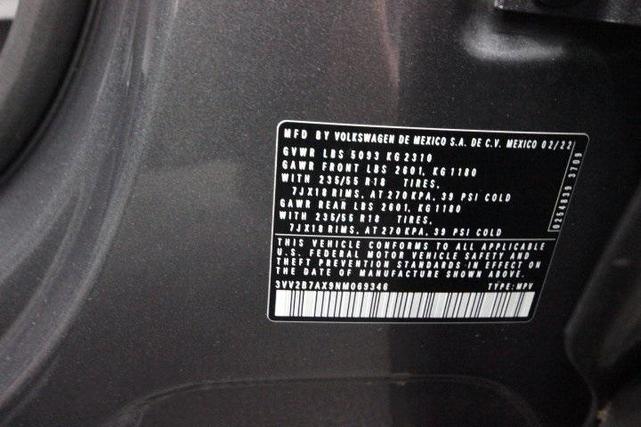 MFD BY VOLKSWAGEN DE MEXICO S.A. DE C.V. MEXICO 02/22
GVWR LBS 5093 KG 2310
GAWR FRONT LBS 2601, KG 1180
WITH 235/55 R18 TIRES,
7JX18 RIMS, AT 270 KPA, 39 PSI COLD
GAWR REAR LBS 2601, KG 1180
WITH 235/55 R18 TIRES,
7JX18 RIMS, AT 270 KPA, 39 PSI COLD
THIS VEHICLE CONFORMS TO ALL APPLICABLE
U.S. FEDERAL MOTOR VEHICLE SAFETY AND
THEFT PREVENTION STANDARDS IN EFFECT ON
THE DATE OF MANUFACTURE SHOWN ABOVE.
3VV2B7AX9NM069346 TYPE: MPV